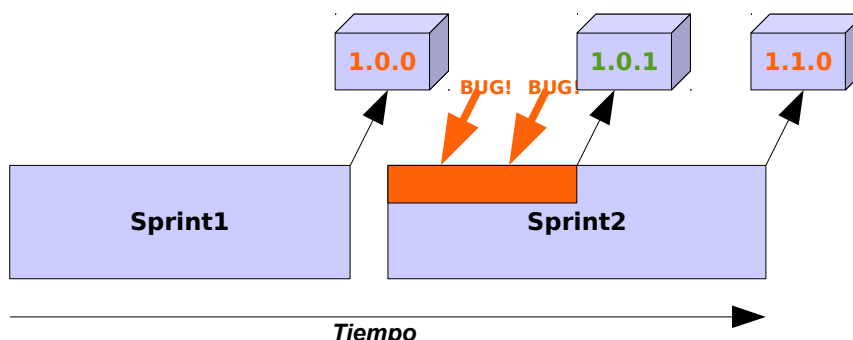 1.0.0
BUG! BUG!
1.0.1
1.1.0
Sprint1
Sprint2
Tiempo